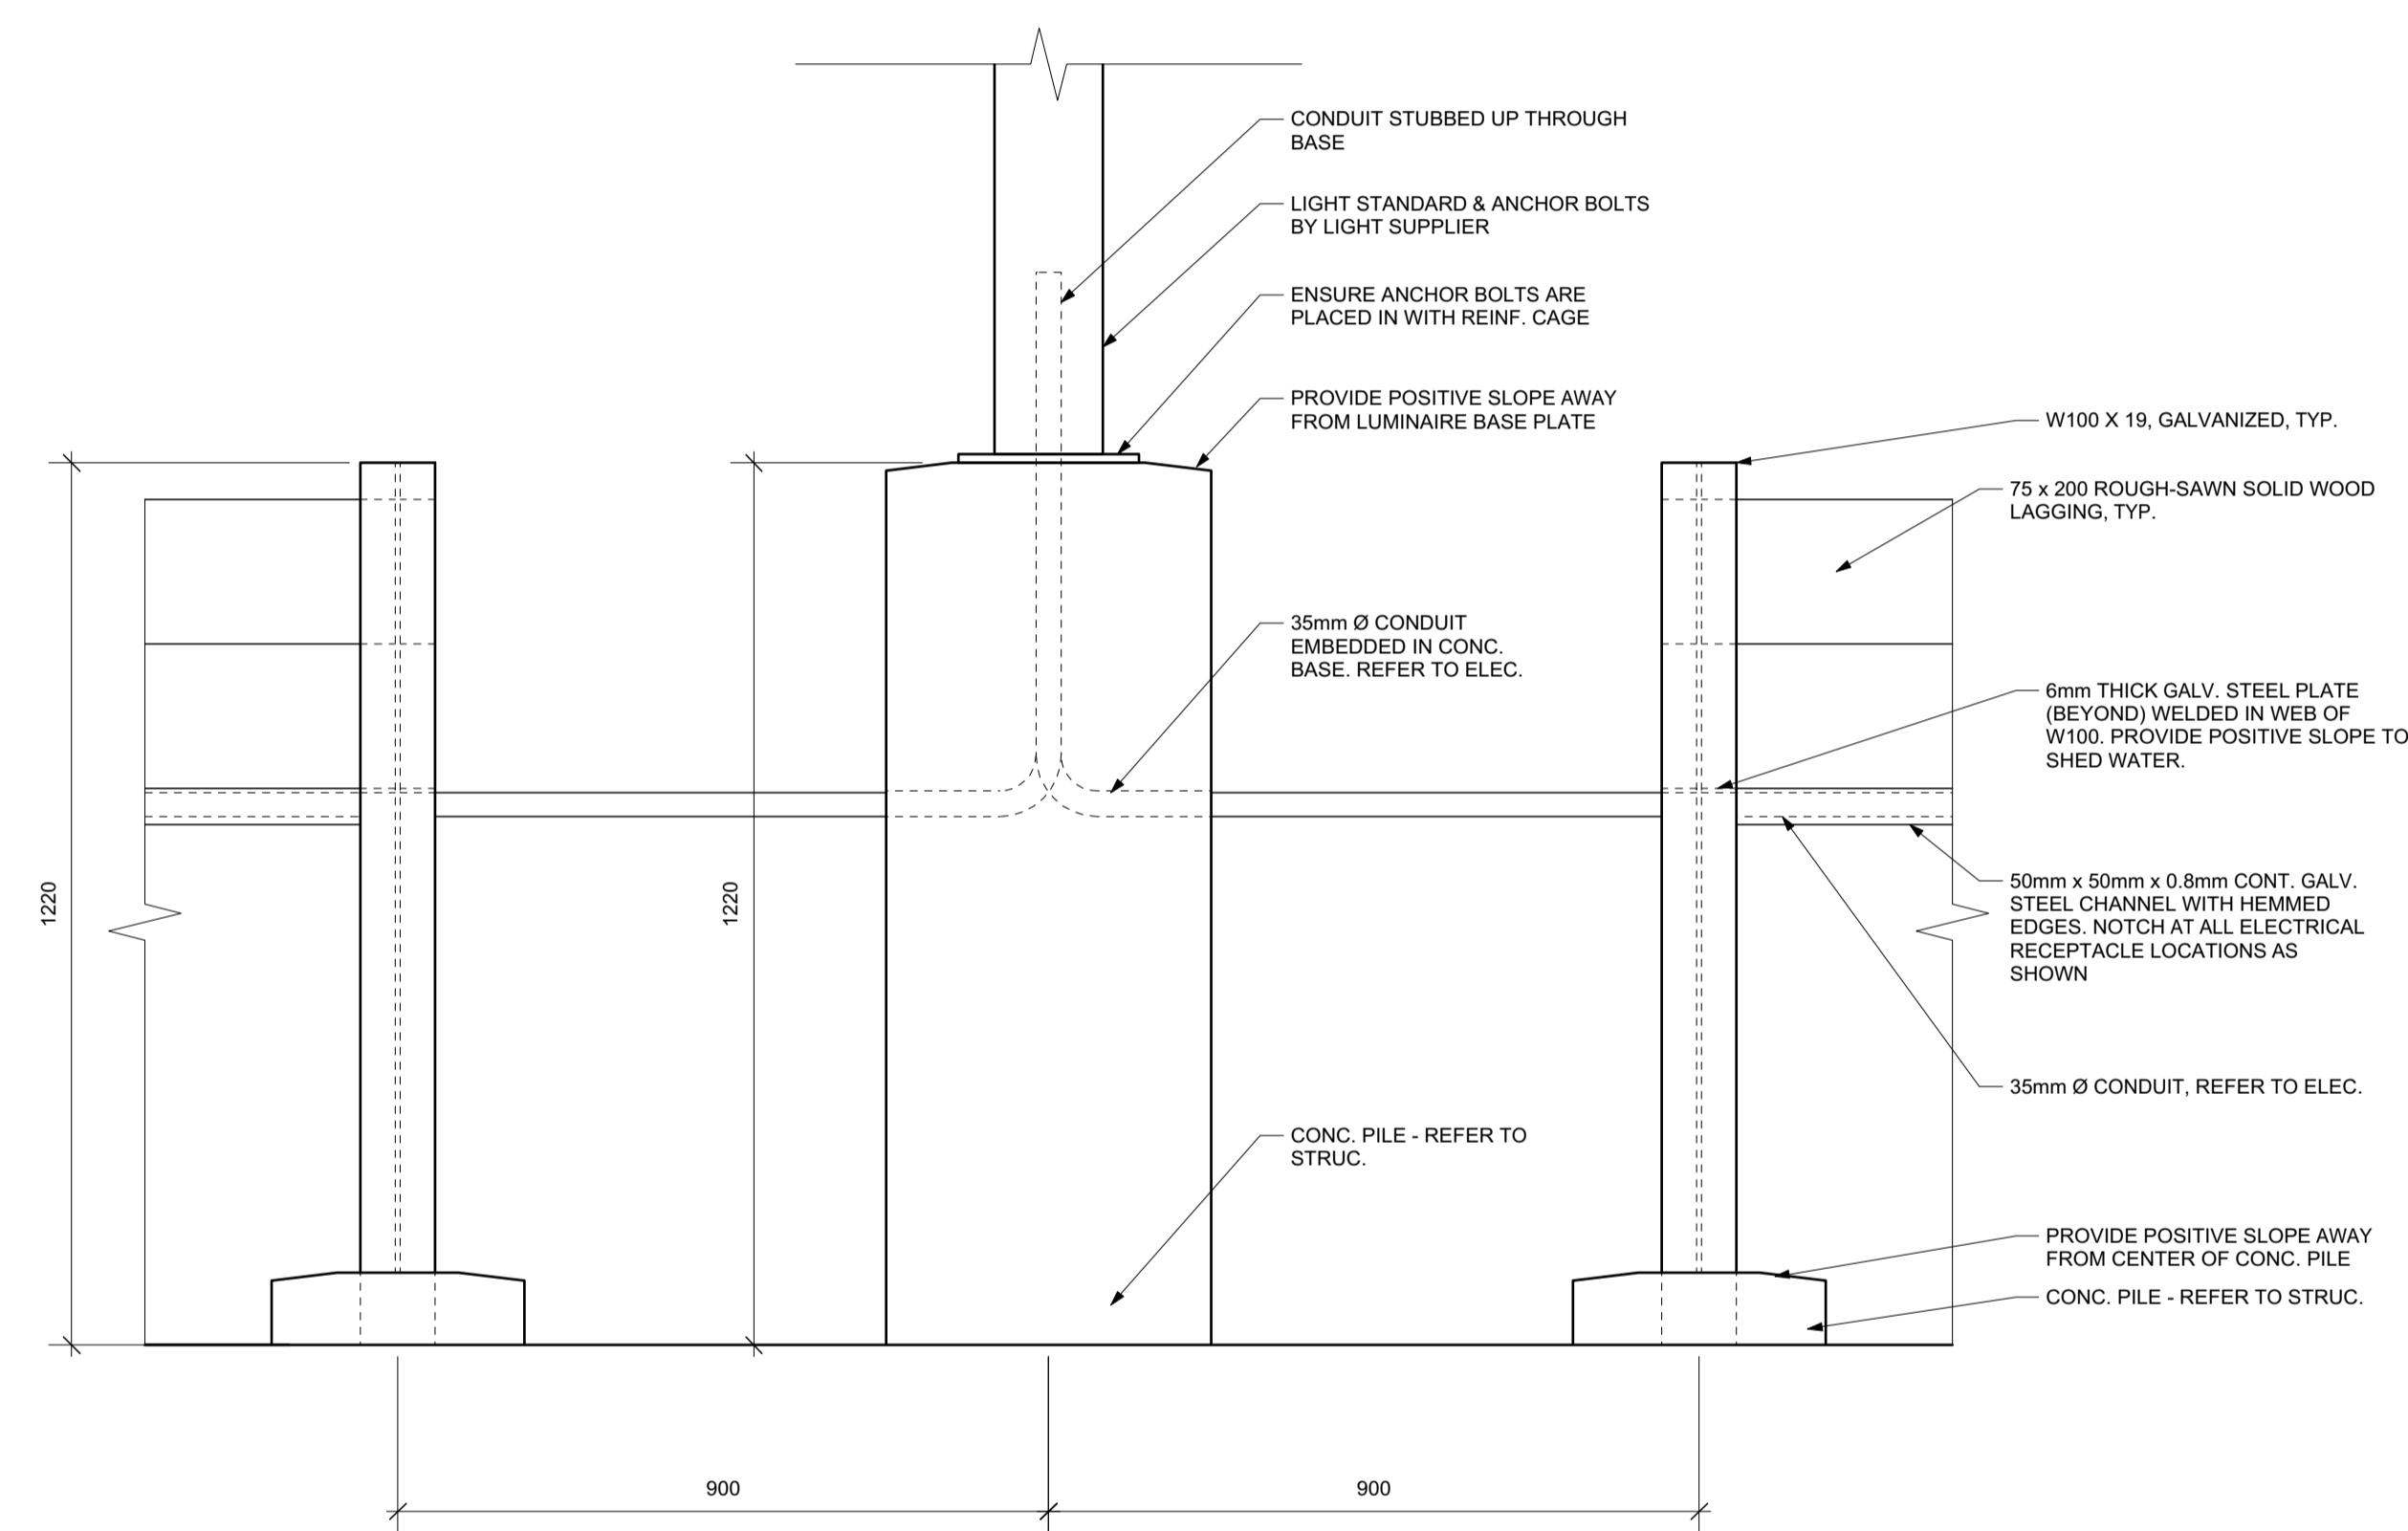 CONDUIT STUBBED UP THROUGH
BASE
LIGHT STANDARD & ANCHOR BOLTS
BY LIGHT SUPPLIER
ENSURE ANCHOR BOLTS ARE
PLACED IN WITH REINF. CAGE
PROVIDE POSITIVE SLOPE AWAY
FROM LUMINAIRE BASE PLATE
W100 X 19, GALVANIZED, TYP.
75 x 200 ROUGH-SAWN SOLID WOOD
LAGGING, TYP.
35mm Ø CONDUIT
EMBEDDED IN CONC.
BASE. REFER TO ELEC.
6mm THICK GALV. STEEL PLATE
(BEYOND) WELDED IN WEB OF
W100. PROVIDE POSITIVE SLOPE TO
SHED WATER.
1220
1220
50mm x 50mm x 0.8mm CONT. GALV.
STEEL CHANNEL WITH HEMMED
EDGES. NOTCH AT ALL ELECTRICAL
RECEPTACLE LOCATIONS AS
SHOWN
35mm Ø CONDUIT, REFER TO ELEC.
CONC. PILE - REFER TO
STRUC.
PROVIDE POSITIVE SLOPE AWAY
FROM CENTER OF CONC. PILE
CONC. PILE - REFER TO STRUC.
900
900